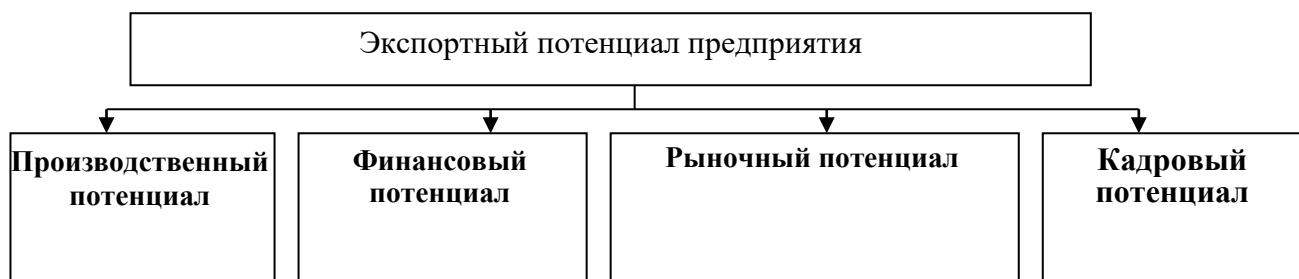 Экспортный потенциал предприятия
Производственный
потенциал
Финансовый
потенциал
Рыночный потенциал
Кадровый
потенциал